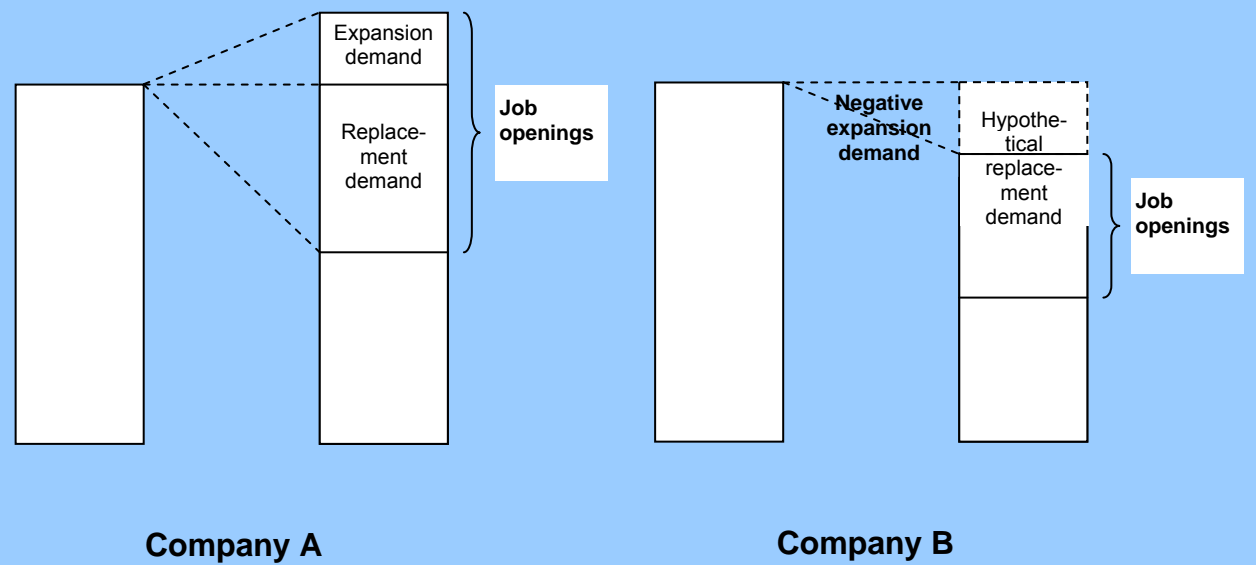 Expansion
demand
Replace-
ment
demand
Job
openings
Company A
Negative
expansion
demand
Hypothe-
tical
replace-
ment
demand
Job
openings
Company B